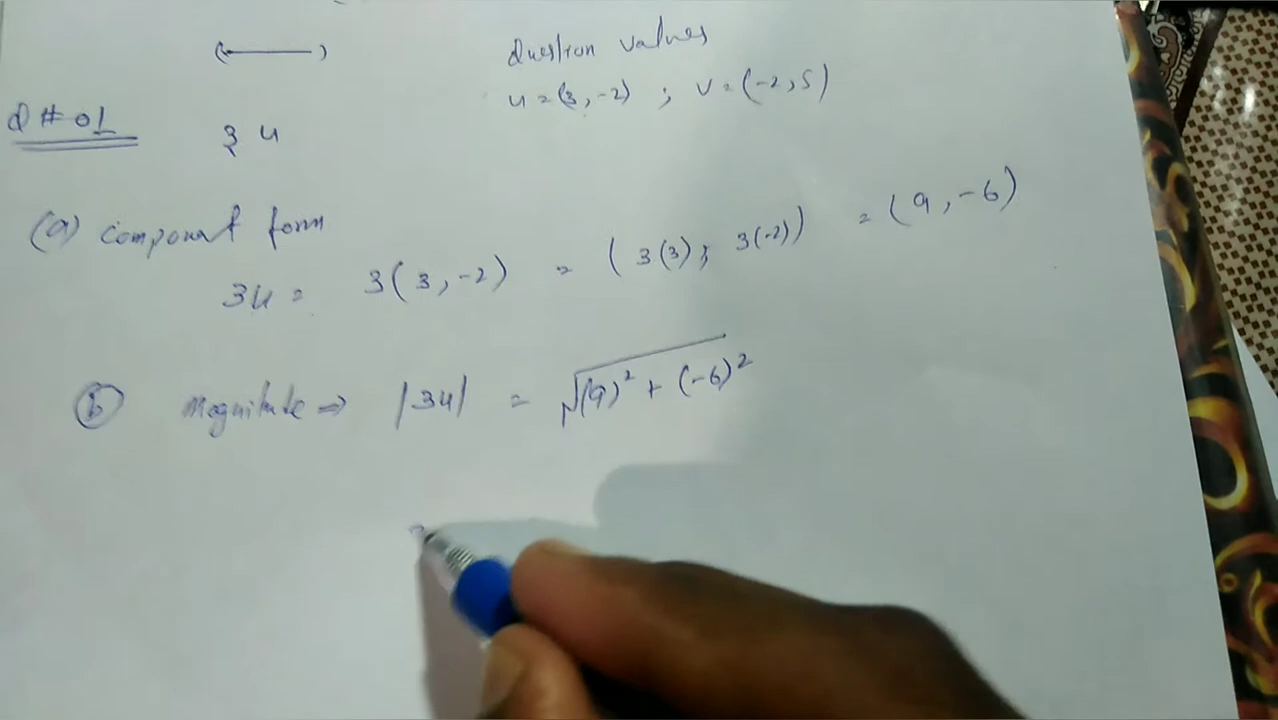 Question values
u = (3, -2) ; v = (-2, 5)
Q # 01
3 u
(a) component form
3u = 3(3, -2) = (3(3); 3(-2)) = (9, -6)
(b) Magnitude ⇒ |3u| = √(9)² + (-6)²